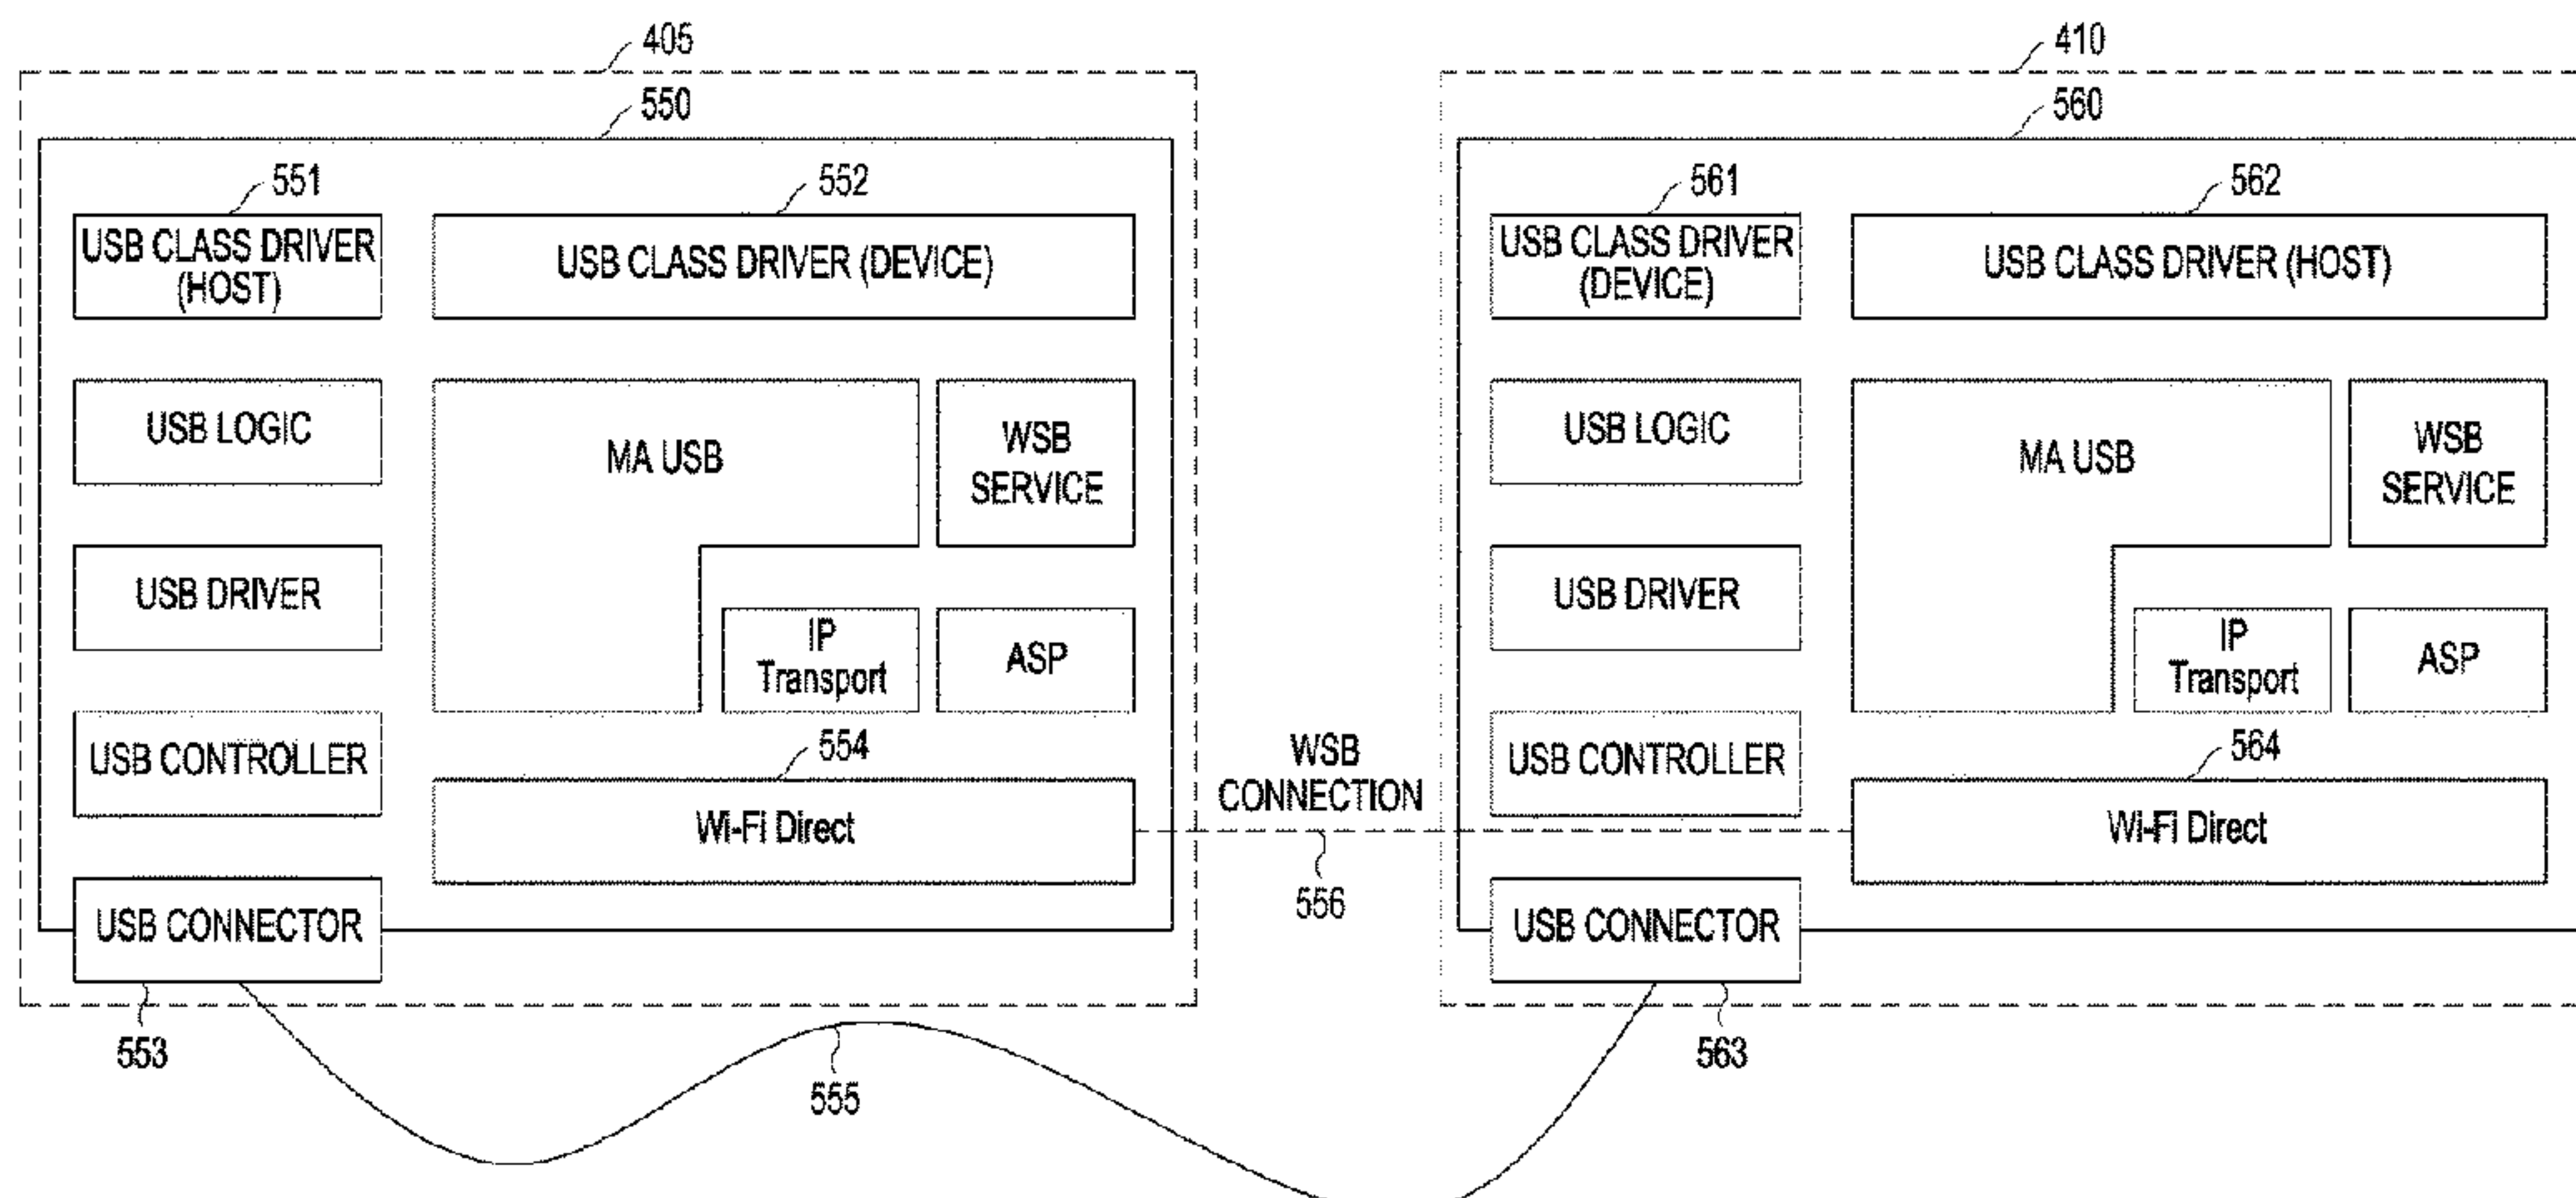 405
410
550
560
551
552
561
562
USB CLASS DRIVER
(HOST)
USB CLASS DRIVER (DEVICE)
USB CLASS DRIVER
(DEVICE)
USB CLASS DRIVER (HOST)
USB LOGIC
MA USB
WSB
SERVICE
USB LOGIC
MA USB
WSB
SERVICE
USB DRIVER
IP
Transport
ASP
USB DRIVER
IP
Transport
ASP
USB CONTROLLER
554
Wi-Fi Direct
WSB
CONNECTION
556
USB CONTROLLER
564
Wi-Fi Direct
USB CONNECTOR
USB CONNECTOR
553
555
563